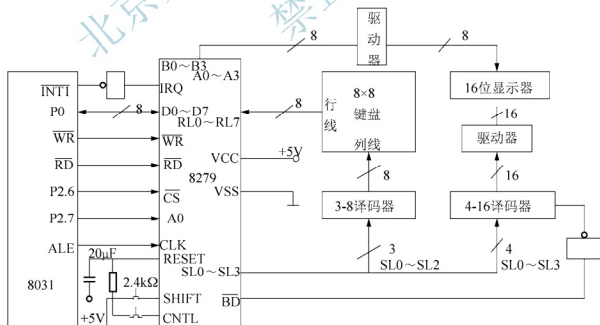 北京
禁止
驱动器
8
8
B0～B3
A0～A3
INT1
IRQ
P0
8
D0～D7
RL0～RL7
8
行线
8×8
键盘
列线
16位显示器
16
驱动器
16
WR
WR
RD
RD
8279
VCC
+5V
VSS
P2.6
CS
P2.7
A0
8
3-8译码器
4-16译码器
ALE
CLK
20μF
RESET
3
4
SL0～SL3
SL0～SL2
SL0～SL3
2.4kΩ
8031
SHIFT
BD
+5V
CNTL